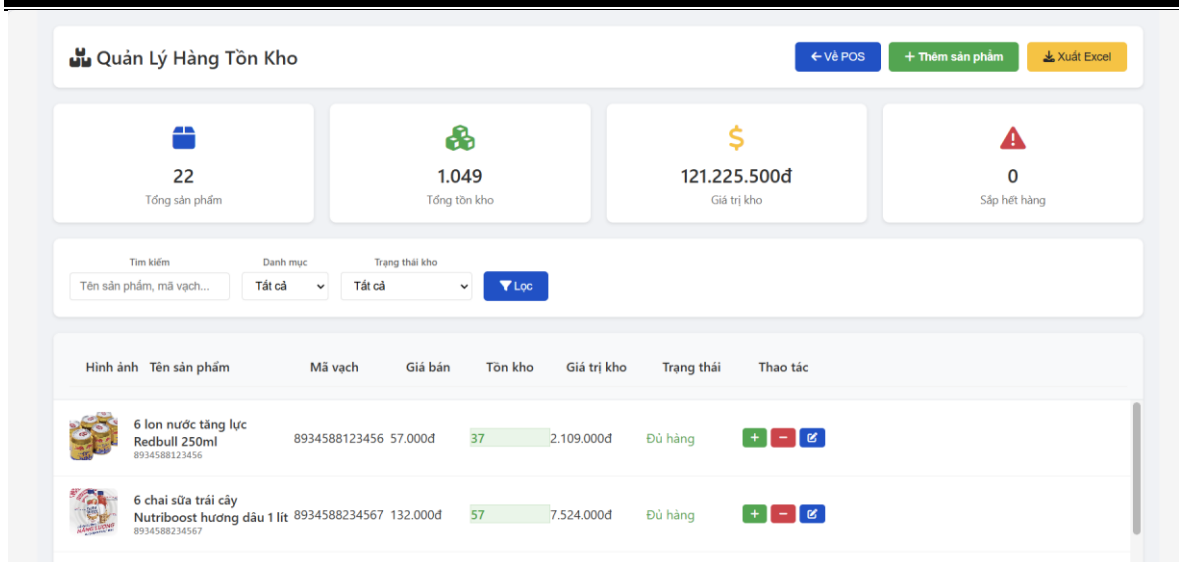 Quản Lý Hàng Tồn Kho
Về POS
+ Thêm sản phẩm
Xuất Excel
22
Tổng sản phẩm
1.049
Tổng tồn kho
121.225.500đ
Giá trị kho
0
Sắp hết hàng
Tìm kiếm
Danh mục
Trạng thái kho
Tên sản phẩm, mã vạch...
Tất cả
Tất cả
Lọc
Hình ảnh Tên sản phẩm Mã vạch Giá bán Tồn kho Giá trị kho Trạng thái Thao tác
6 lon nước tăng lực
Redbull 250ml
8934588123456
8934588123456 57.000đ 37 2.109.000đ Đủ hàng
6 chai sữa trái cây
Nutriboost hương dâu 1 lít
8934588234567
8934588234567 132.000đ 57 7.524.000đ Đủ hàng